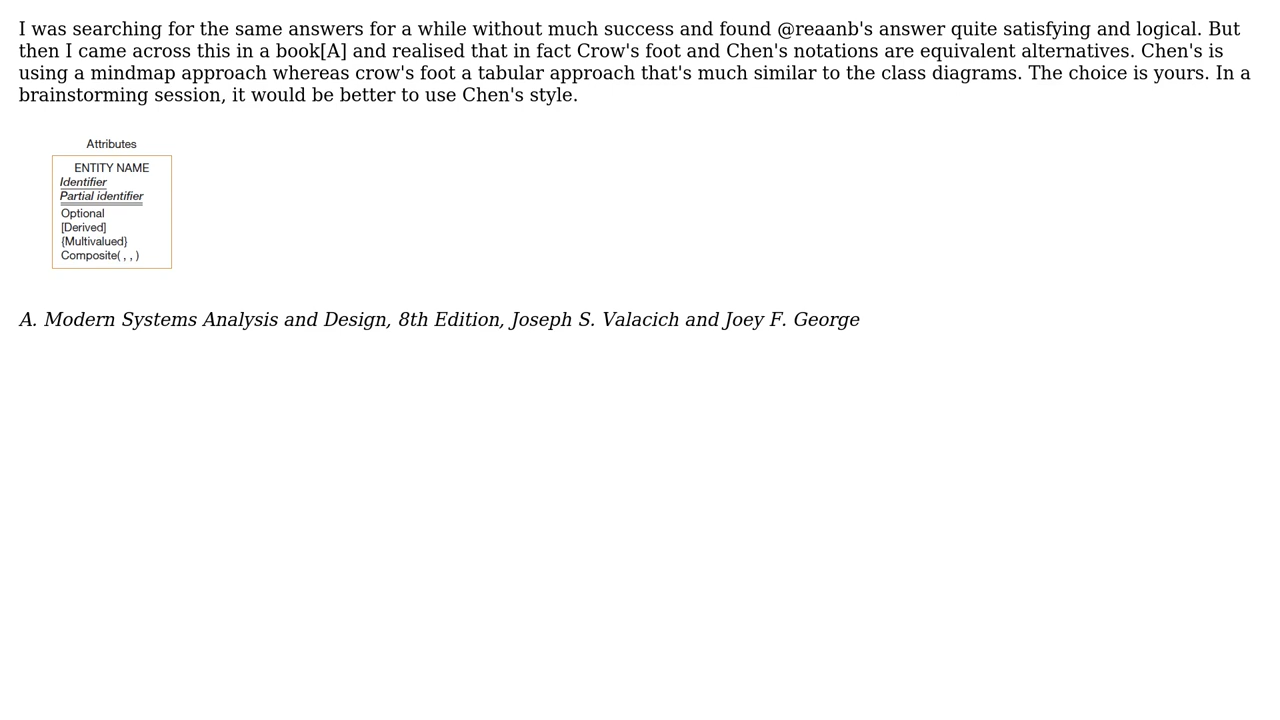 I was searching for the same answers for a while without much success and found @reaanb's answer quite satisfying and logical. But
then I came across this in a book[A] and realised that in fact Crow's foot and Chen's notations are equivalent alternatives. Chen's is
using a mindmap approach whereas crow's foot a tabular approach that's much similar to the class diagrams. The choice is yours. In a
brainstorming session, it would be better to use Chen's style.
Attributes
ENTITY NAME
Identifier
Partial identifier
Optional
[Derived]
{Multivalued}
Composite( , , )
A. Modern Systems Analysis and Design, 8th Edition, Joseph S. Valacich and Joey F. George